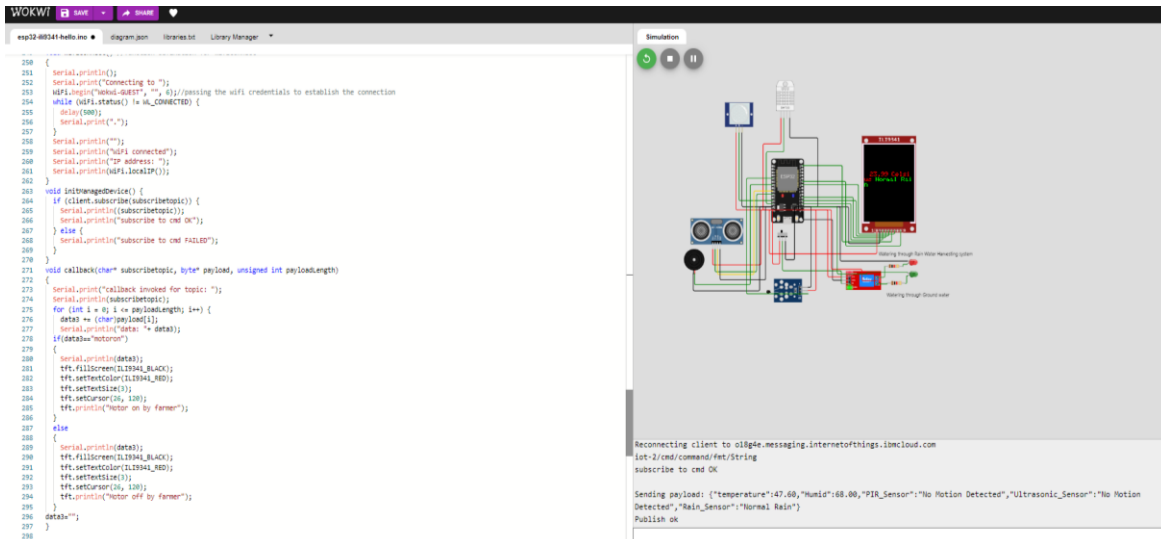 WOKWI SAVE SHARE
esp32-ili9341-hello.ino ● diagram.json libraries.txt Library Manager
Simulation
250 {
251 Serial.println();
252 Serial.print("Connecting to ");
253 WiFi.begin("Wokwi-GUEST", "", 6);//passing the wifi credentials to establish the connection
254 while (WiFi.status() != WL_CONNECTED) {
255 delay(500);
256 Serial.print(".");
257 }
258 Serial.println("");
259 Serial.println("WiFi connected");
260 Serial.println("IP address: ");
261 Serial.println(WiFi.localIP());
262 }
263 void initManagedDevice() {
264 if (client.subscribe(subscribetopic)) {
265 Serial.println((subscribetopic));
266 Serial.println("subscribe to cmd OK");
267 } else {
268 Serial.println("subscribe to cmd FAILED");
269 }
270 }
271 void callback(char* subscribetopic, byte* payload, unsigned int payloadLength)
272 {
273 Serial.print("callback invoked for topic: ");
274 Serial.println(subscribetopic);
275 for (int i = 0; i <= payloadLength; i++) {
276 data3 += (char)payload[i];
277 Serial.println("data: "+ data3);
278 if(data3=="motoron")
279 {
280 Serial.println(data3);
281 tft.fillScreen(ILI9341_BLACK);
282 tft.setTextColor(ILI9341_RED);
283 tft.setTextSize(3);
284 tft.setCursor(26, 120);
285 tft.println("Motor on by farmer");
286 }
287 else
288 {
289 Serial.println(data3);
290 tft.fillScreen(ILI9341_BLACK);
291 tft.setTextColor(ILI9341_RED);
292 tft.setTextSize(3);
293 tft.setCursor(26, 120);
294 tft.println("Motor off by farmer");
295 }
296 data3="";
297 }
298
ILI9341
Normal Rai
n
ESP32
Watering through Rain Water Harvesting system
Watering through Ground water
Reconnecting client to ol8g4e.messaging.internetofthings.ibmcloud.com
iot-2/cmd/command/fmt/String
subscribe to cmd OK
Sending payload: {"temperature":47.60,"Humid":68.00,"PIR_Sensor":"No Motion Detected","Ultrasonic_Sensor":"No Motion
Detected","Rain_Sensor":"Normal Rain"}
Publish ok